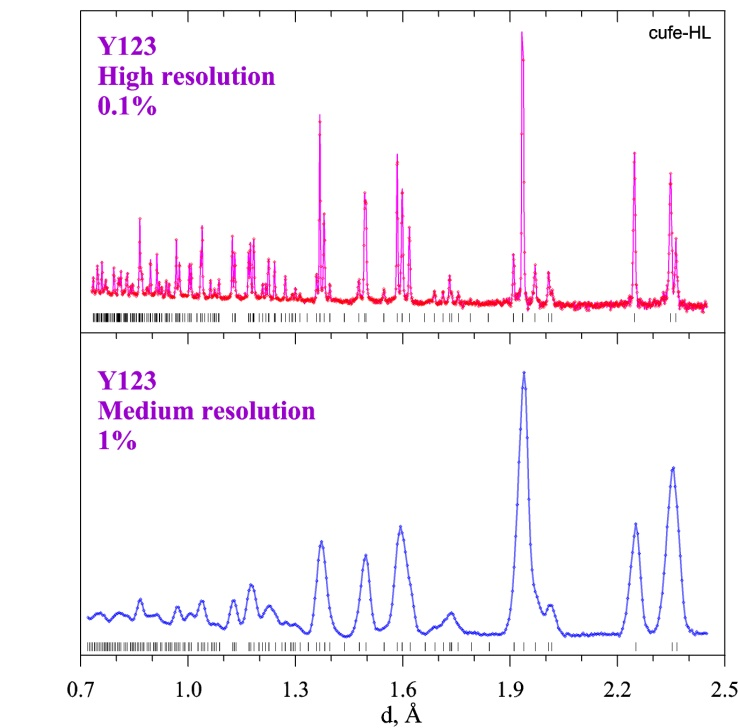 cufe-HL
Y123
High resolution
0.1%
Y123
Medium resolution
1%
0.7 1.0 1.3 1.6 1.9 2.2 2.5
d, Å